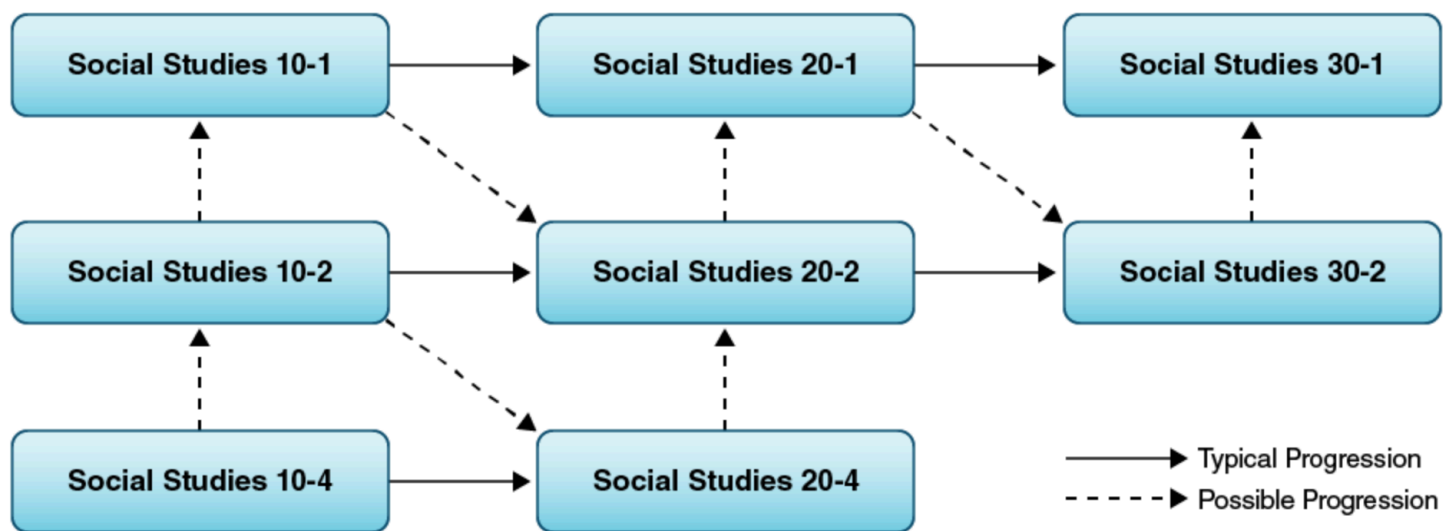 Social Studies 10-1
Social Studies 20-1
Social Studies 30-1
Social Studies 10-2
Social Studies 20-2
Social Studies 30-2
Social Studies 10-4
Social Studies 20-4
Typical Progression
Possible Progression